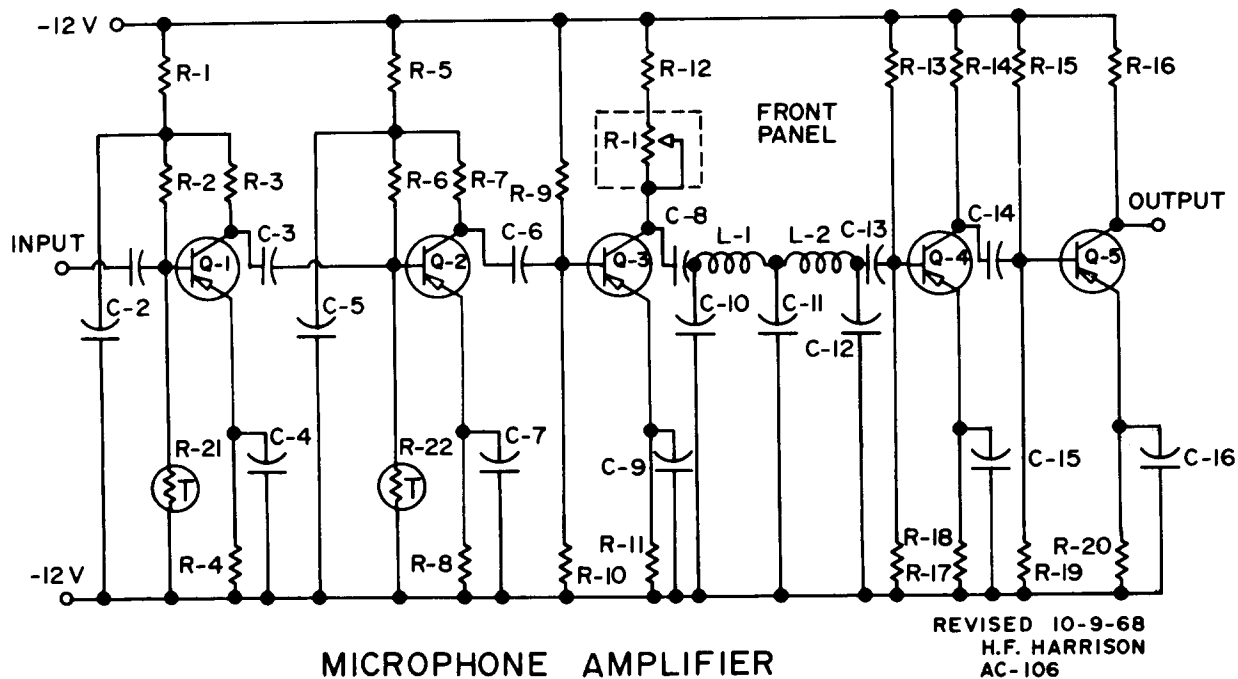 -12 V
R-1
R-5
R-12
R-13
R-14
R-15
R-16
FRONT
PANEL
R-1
R-2
R-3
R-6
R-7
R-9
C-8
C-14
OUTPUT
INPUT
C-3
C-6
L-1
L-2
C-13
Q-1
Q-2
Q-3
Q-4
Q-5
C-2
C-5
C-10
C-11
C-12
R-21
C-4
R-22
C-7
C-9
C-15
C-16
T
T
R-4
R-8
R-11
R-10
R-18
R-17
R-20
R-19
-12 V
REVISED 10-9-68
H.F. HARRISON
AC-106
MICROPHONE AMPLIFIER